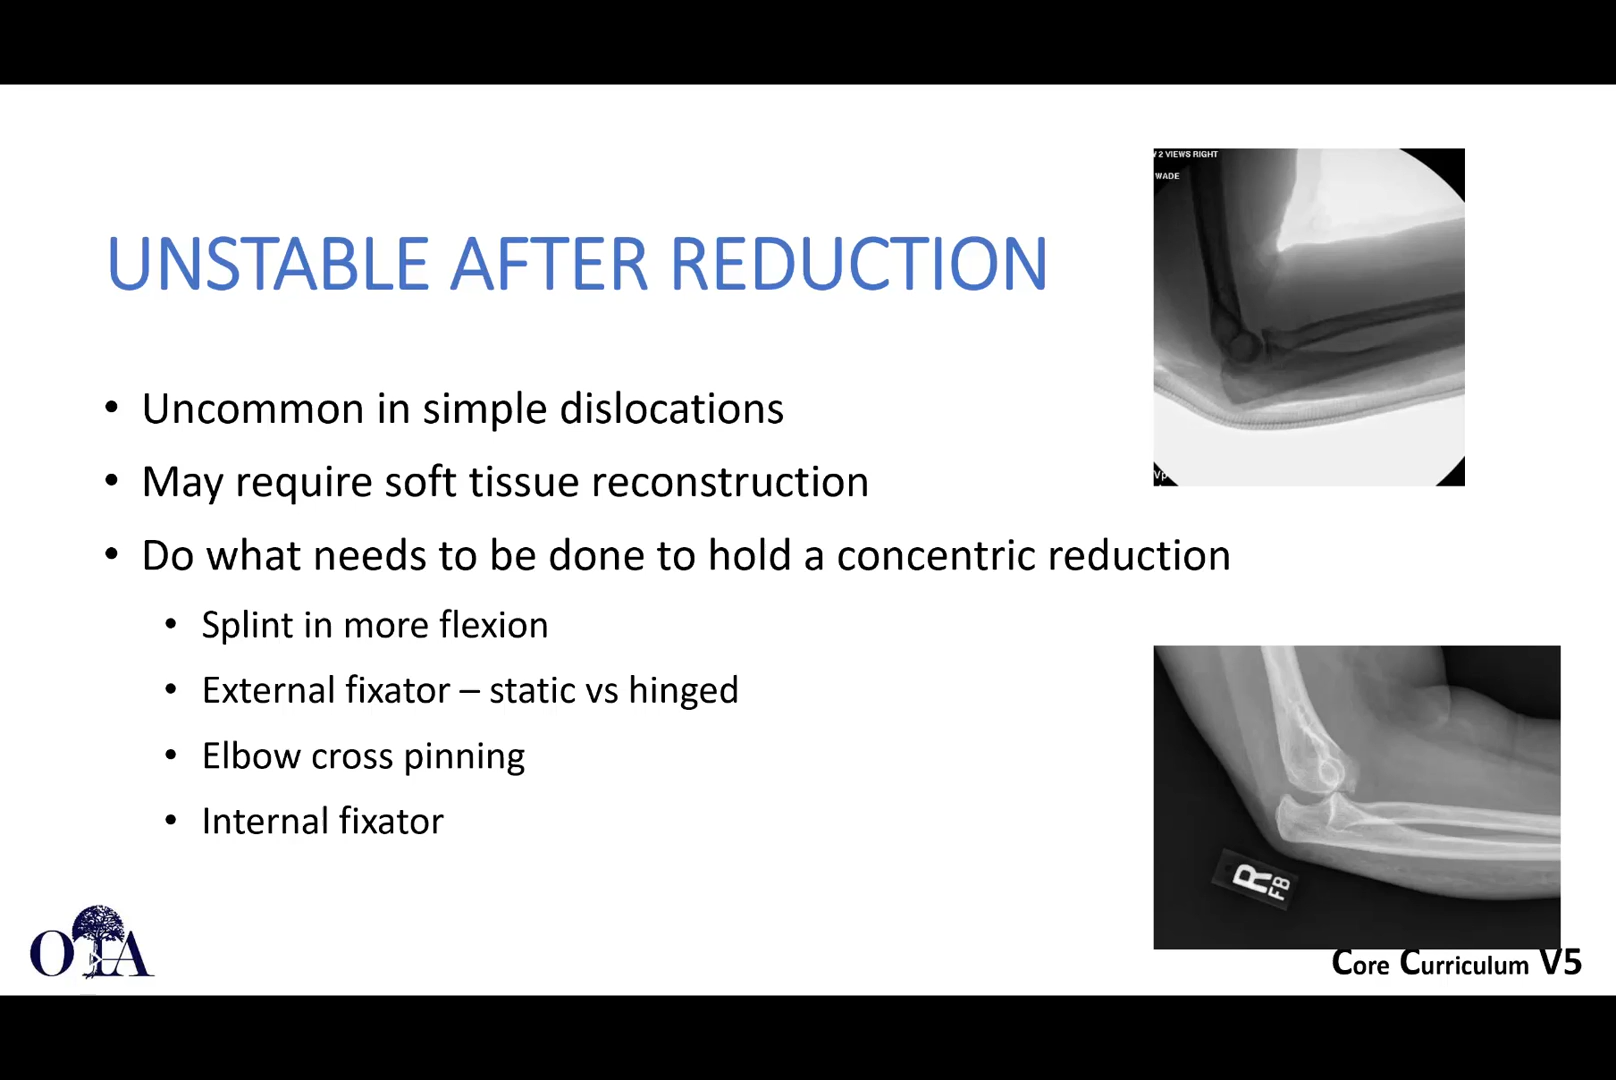 V 2 VIEWS RIGHT
WADE
UNSTABLE AFTER REDUCTION
• Uncommon in simple dislocations
• May require soft tissue reconstruction
• Do what needs to be done to hold a concentric reduction
• Splint in more flexion
• External fixator – static vs hinged
• Elbow cross pinning
• Internal fixator
R
FB
OTA
Core Curriculum V5